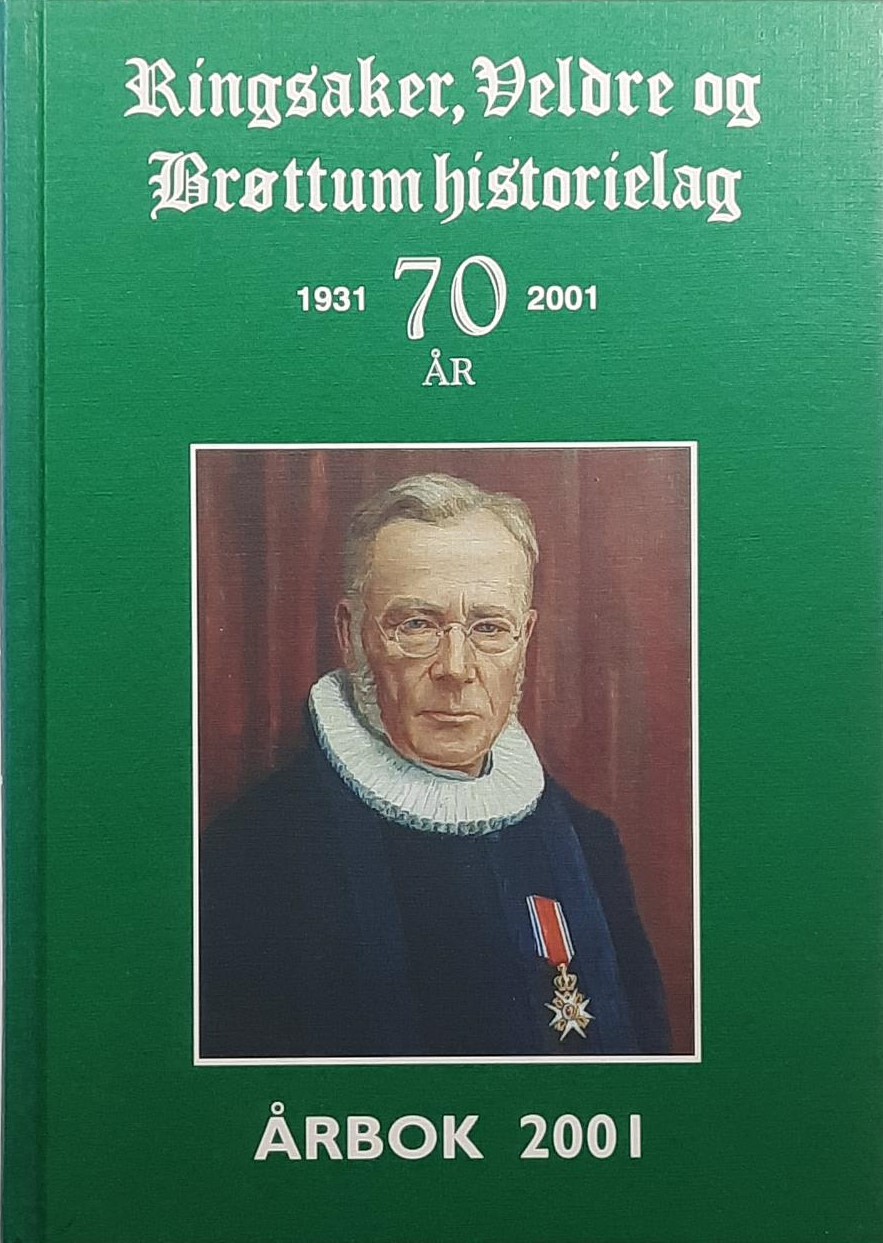 Ringsaker, Veldre og
Brøttum historielag
1931 70 2001
ÅR
ÅRBOK 2001